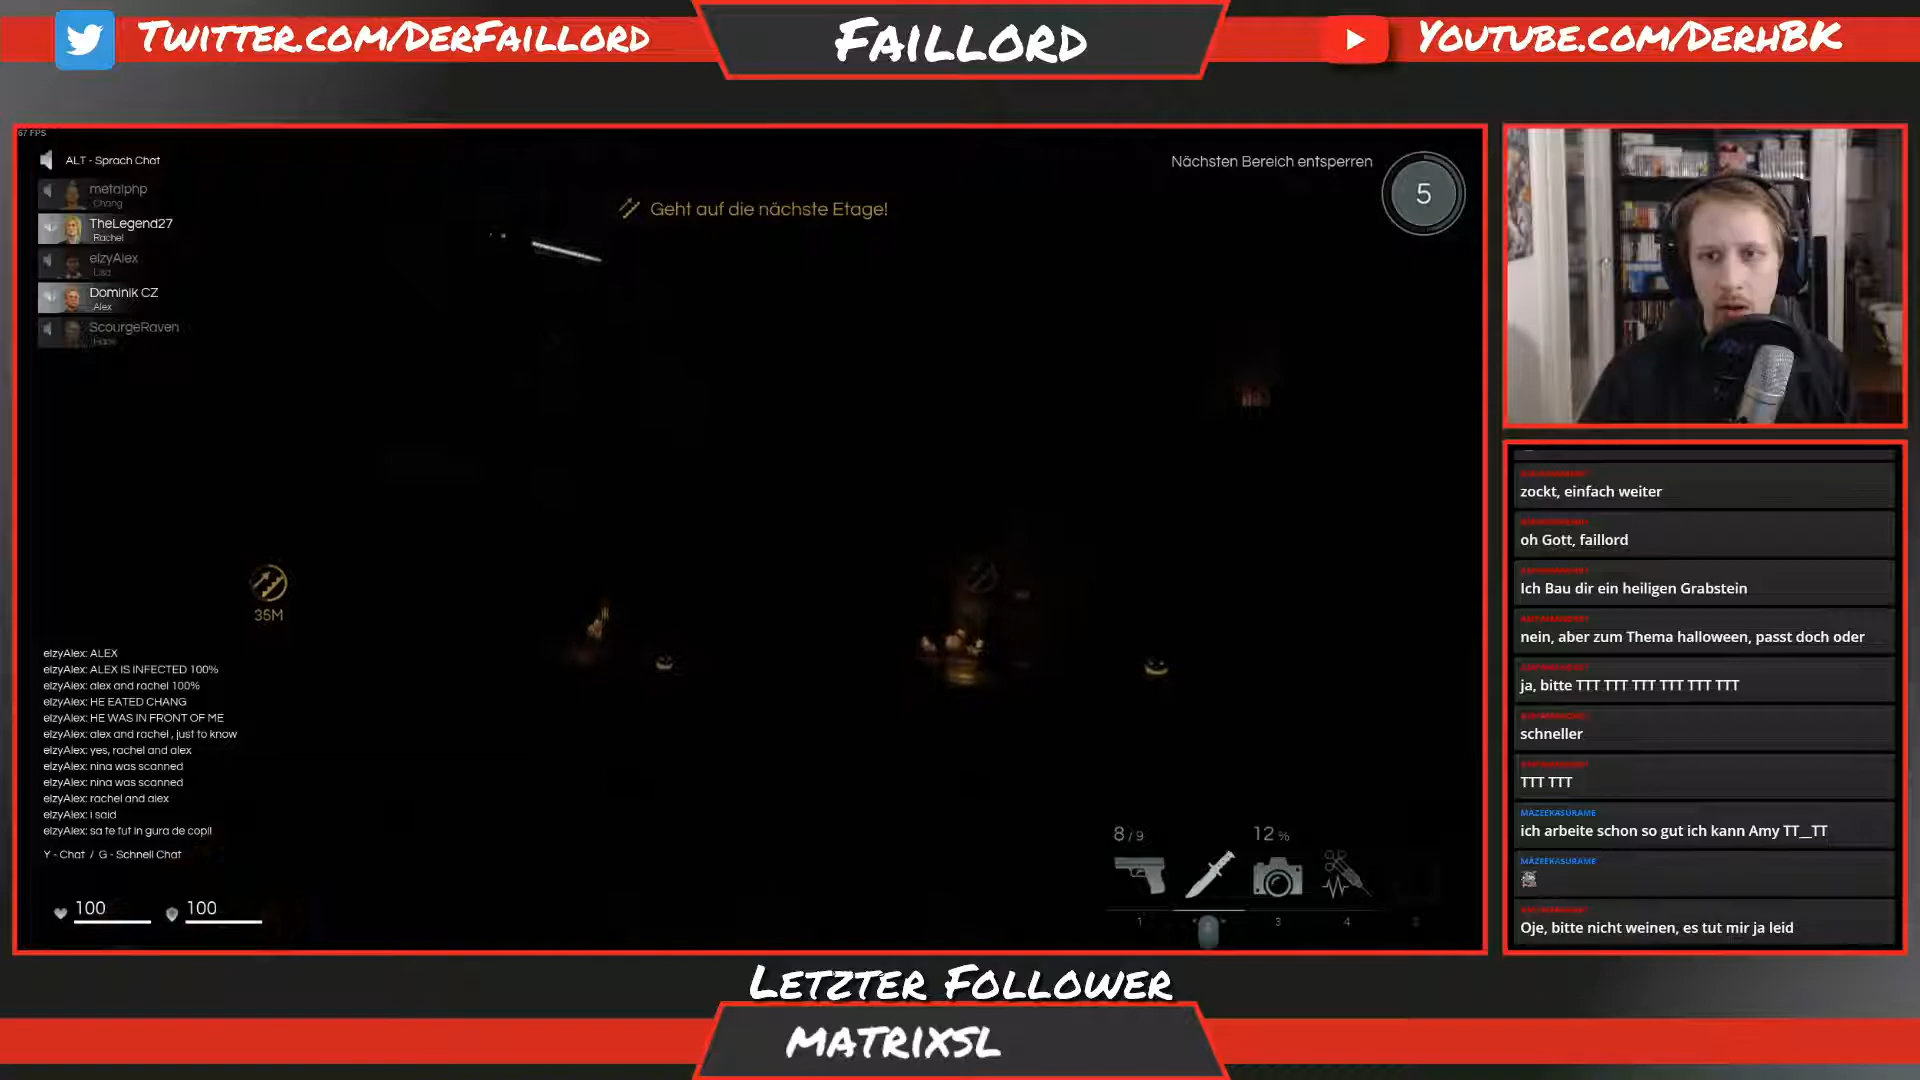 Twitter.com/DerFaillord
Faillord
Youtube.com/DerhBK
67 FPS
ALT - Sprach Chat
metalphp
Chang
TheLegend27
Rachel
elzyAlex
Lisa
Dominik CZ
Alex
ScourgeRaven
Hans
Geht auf die nächste Etage!
Nächsten Bereich entsperren
5
35M
elzyAlex: ALEX
elzyAlex: ALEX IS INFECTED 100%
elzyAlex: alex and rachel 100%
elzyAlex: HE EATED CHANG
elzyAlex: HE WAS IN FRONT OF ME
elzyAlex: alex and rachel , just to know
elzyAlex: yes, rachel and alex
elzyAlex: nina was scanned
elzyAlex: nina was scanned
elzyAlex: rachel and alex
elzyAlex: i said
elzyAlex: sa te fut in gura de copil!
Y - Chat / G - Schnell Chat
100
100
8/9
12%
1
3
4
zockt, einfach weiter
oh Gott, faillord
Ich Bau dir ein heiligen Grabstein
nein, aber zum Thema halloween, passt doch oder
ja, bitte TTT TTT TTT TTT TTT TTT
schneller
TTT TTT
MAZEEKASURAME
ich arbeite schon so gut ich kann Amy TT__TT
MAZEEKASURAME
Oje, bitte nicht weinen, es tut mir ja leid
Letzter Follower
matrixsl